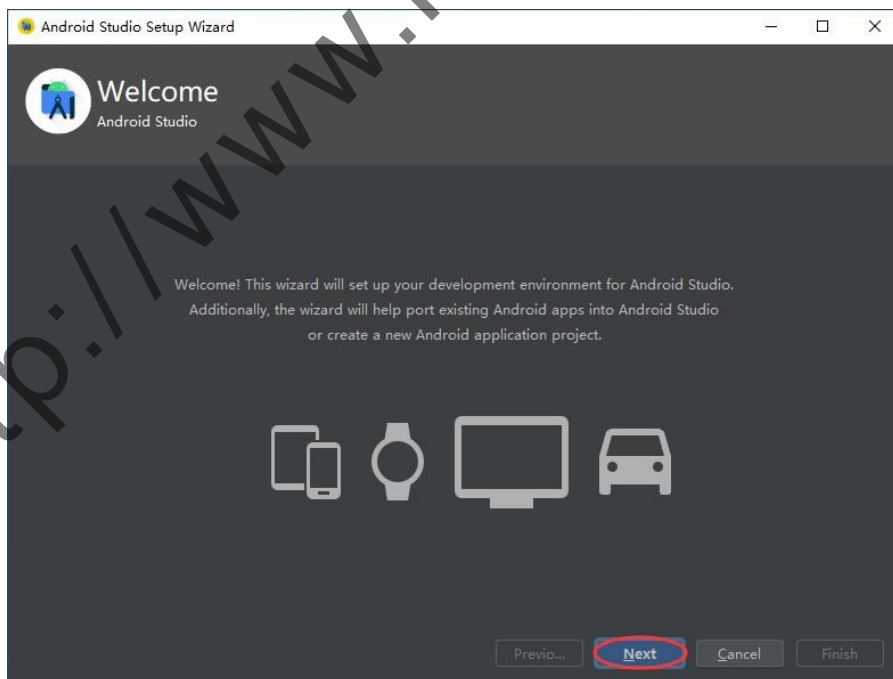 Android Studio Setup Wizard
Welcome
Android Studio
Welcome! This wizard will set up your development environment for Android Studio.
Additionally, the wizard will help port existing Android apps into Android Studio
or create a new Android application project.
Previo... Next Cancel Finish
tp://www.